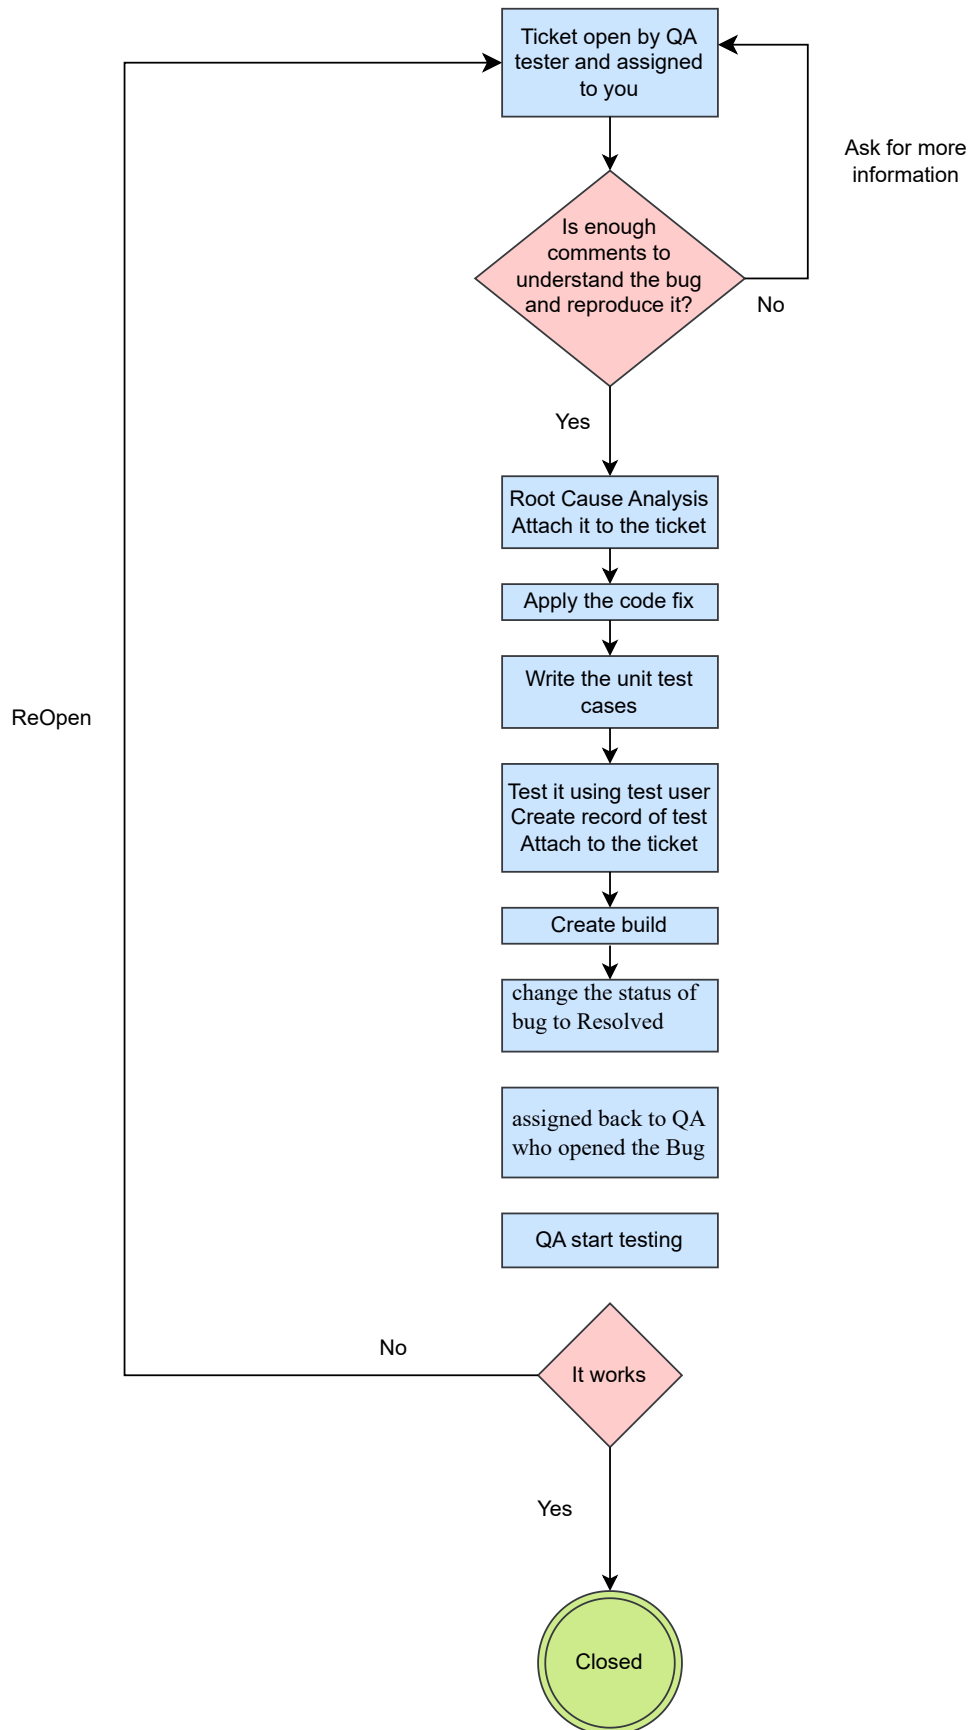 Ticket open by QA
tester and assigned
to you
Ask for more
information
Is enough
comments to
understand the bug
and reproduce it?
No
Yes
Root Cause Analysis
Attach it to the ticket
Apply the code fix
Write the unit test
cases
ReOpen
Test it using test user
Create record of test
Attach to the ticket
Create build
change the status of
bug to Resolved
assigned back to QA
who opened the Bug
QA start testing
No
It works
Yes
Closed